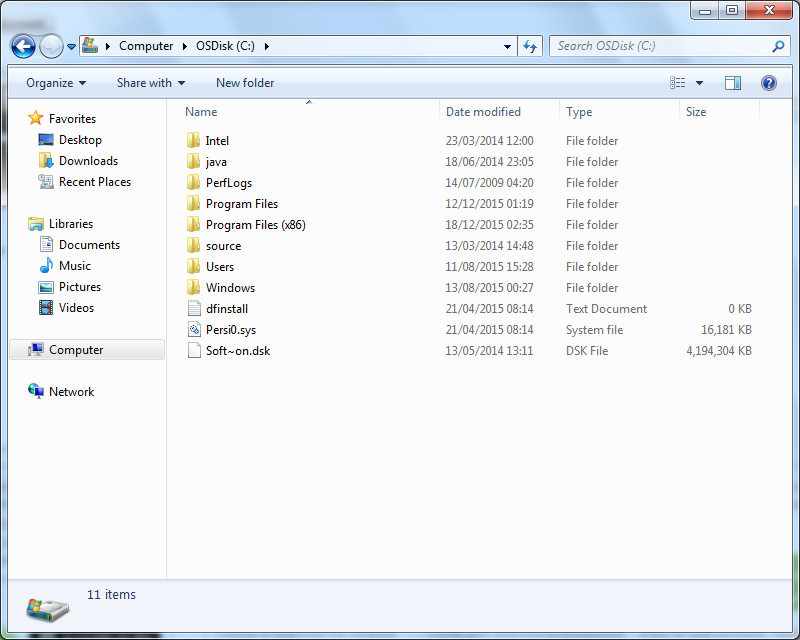 Computer OSDisk (C:) Search OSDisk (C:)
Organize Share with New folder
Name Date modified Type Size
Favorites
Desktop
Downloads
Recent Places
Libraries
Documents
Music
Pictures
Videos
Computer
Network
Intel 23/03/2014 12:00 File folder
java 18/06/2014 23:05 File folder
PerfLogs 14/07/2009 04:20 File folder
Program Files 12/12/2015 01:19 File folder
Program Files (x86) 18/12/2015 02:35 File folder
source 13/03/2014 14:48 File folder
Users 11/08/2015 15:28 File folder
Windows 13/08/2015 00:27 File folder
dfinstall 21/04/2015 08:14 Text Document 0 KB
Persi0.sys 21/04/2015 08:14 System file 16,181 KB
Soft~on.dsk 13/05/2014 13:11 DSK File 4,194,304 KB
11 items